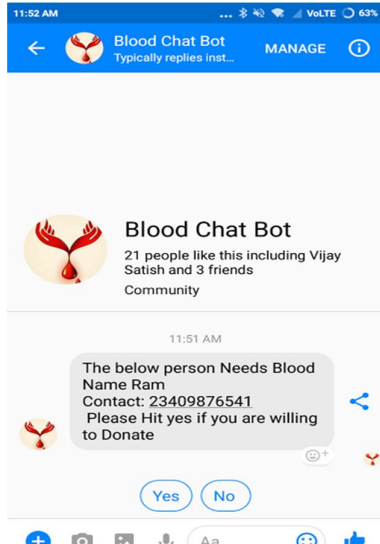 11:52 AM ... VoLTE 63%
Blood Chat Bot MANAGE
Typically replies inst...
Blood Chat Bot
21 people like this including Vijay
Satish and 3 friends
Community
11:51 AM
The below person Needs Blood
Name Ram
Contact: 23409876541
Please Hit yes if you are willing
to Donate
Yes No
Aa